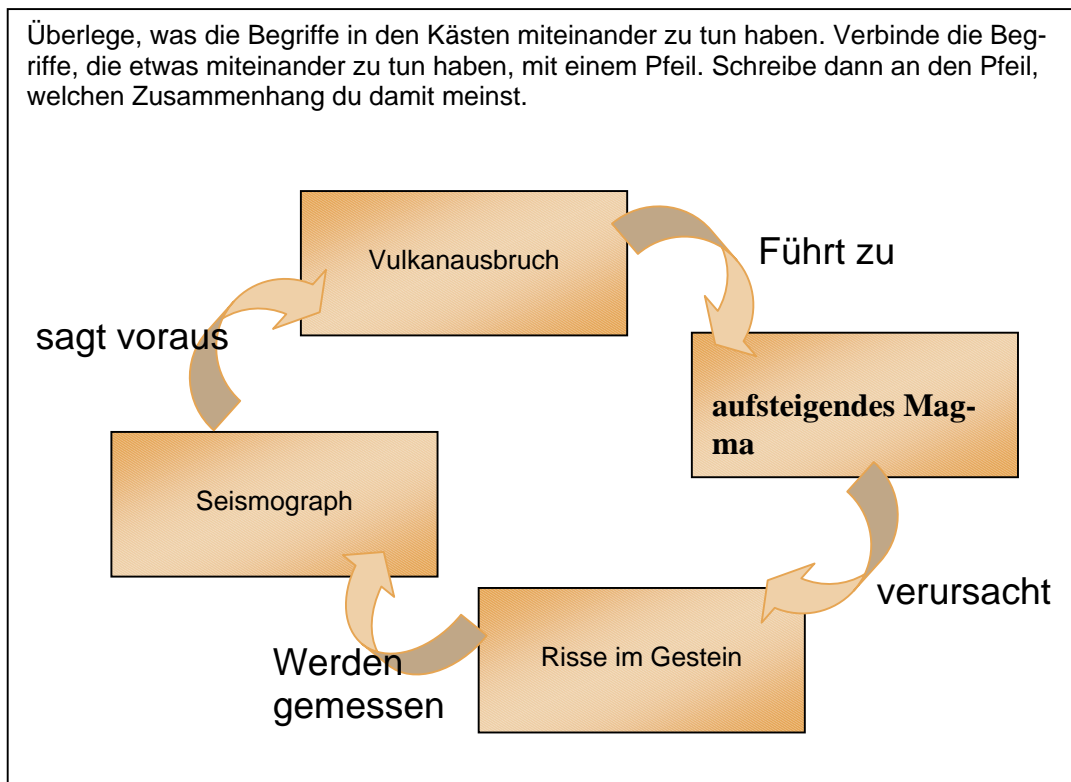 Überlege, was die Begriffe in den Kästen miteinander zu tun haben. Verbinde die Beg-
riffe, die etwas miteinander zu tun haben, mit einem Pfeil. Schreibe dann an den Pfeil,
welchen Zusammenhang du damit meinst.
Vulkanausbruch
Führt zu
sagt voraus
aufsteigendes Mag-
ma
Seismograph
verursacht
Risse im Gestein
Werden
gemessen